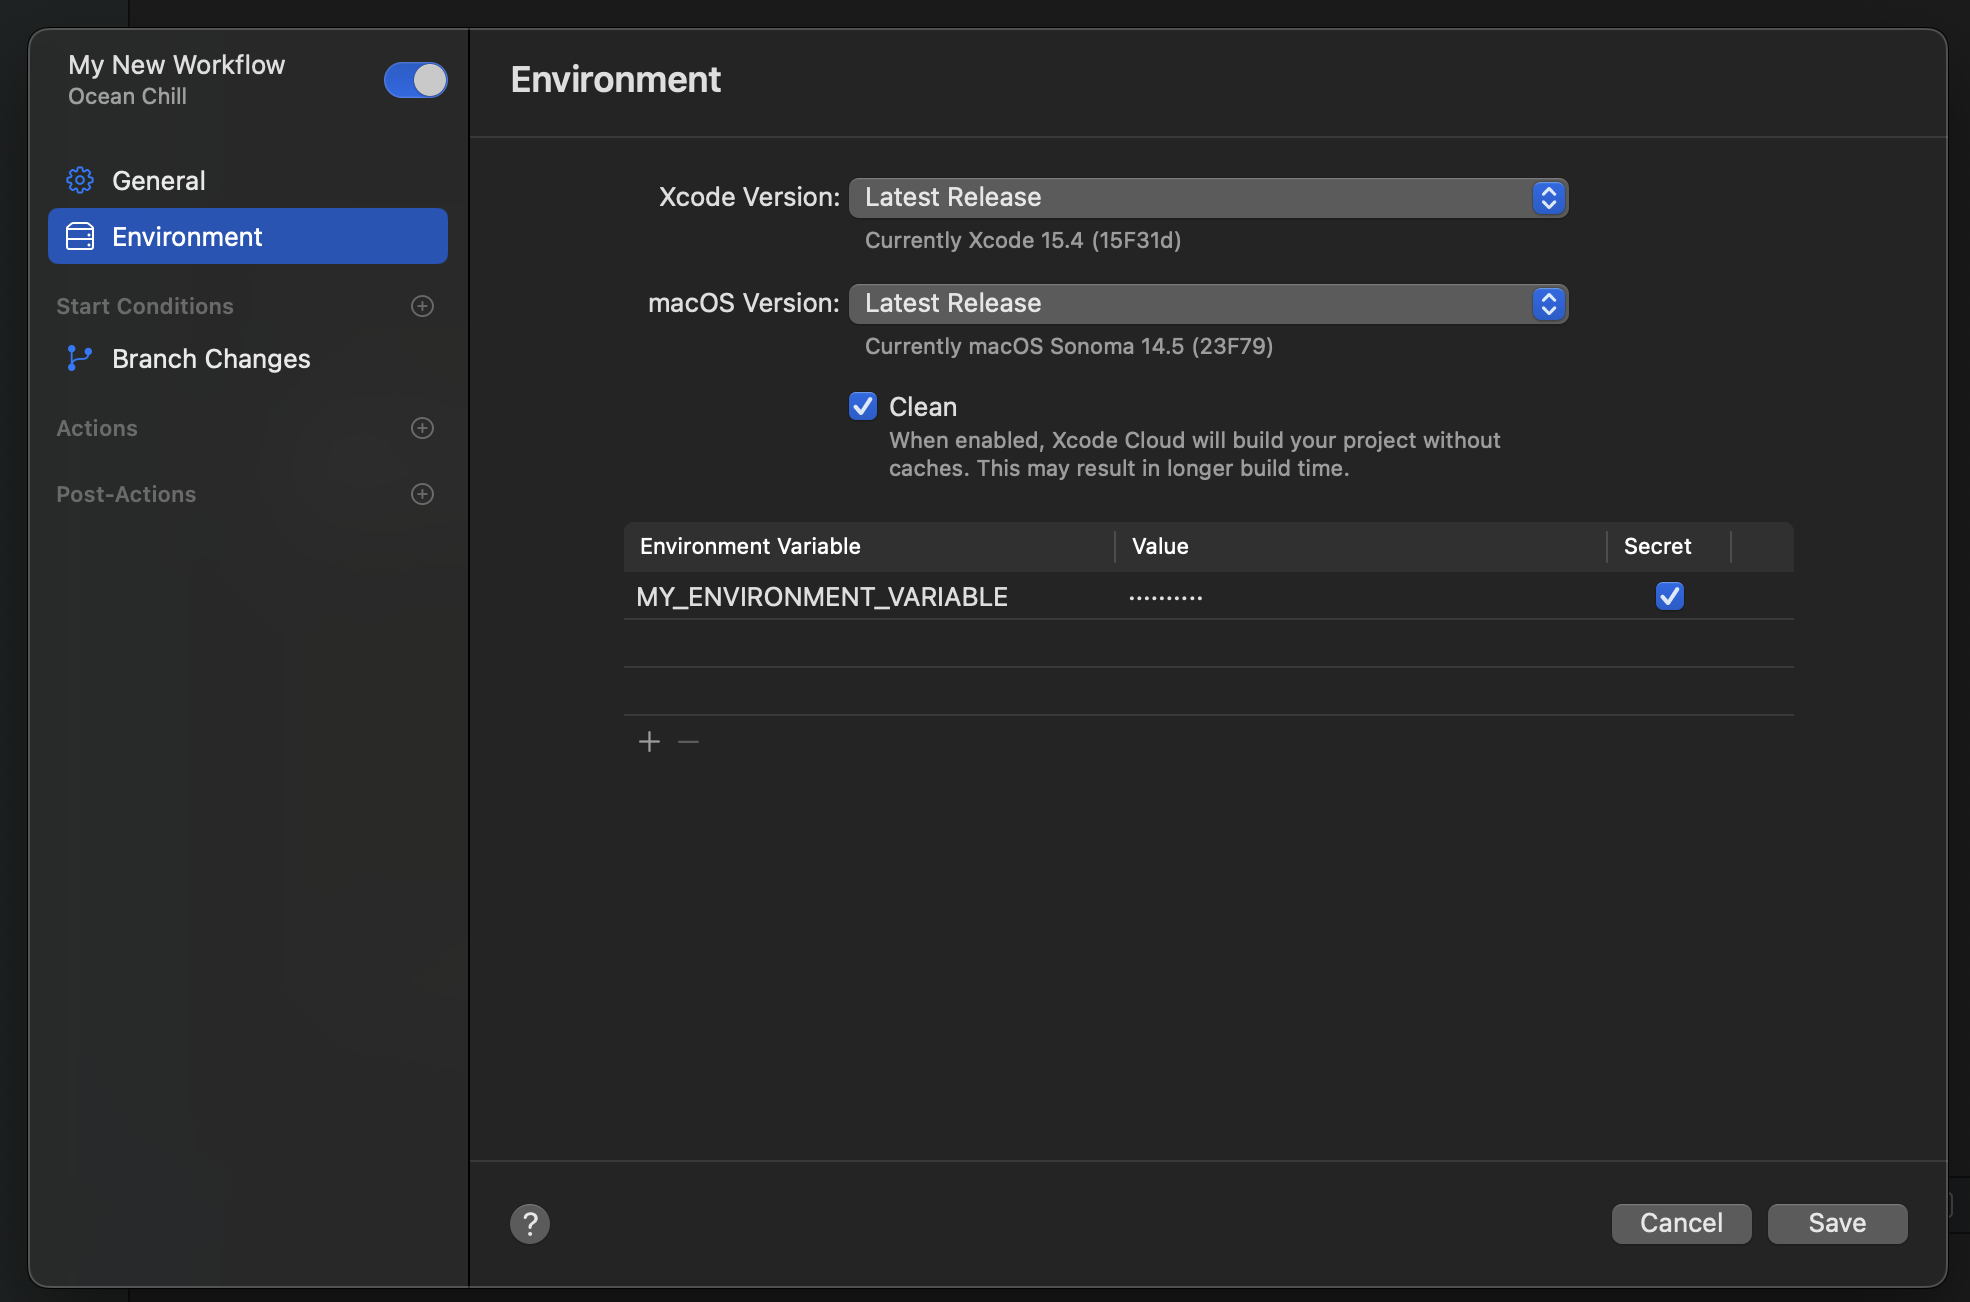 My New Workflow
Ocean Chill
General
Environment
Start Conditions
Branch Changes
Actions
Post-Actions
Environment
Xcode Version: Latest Release
Currently Xcode 15.4 (15F31d)
macOS Version: Latest Release
Currently macOS Sonoma 14.5 (23F79)
Clean
When enabled, Xcode Cloud will build your project without
caches. This may result in longer build time.
Environment Variable Value Secret
MY_ENVIRONMENT_VARIABLE ••••••••••
?
Cancel Save